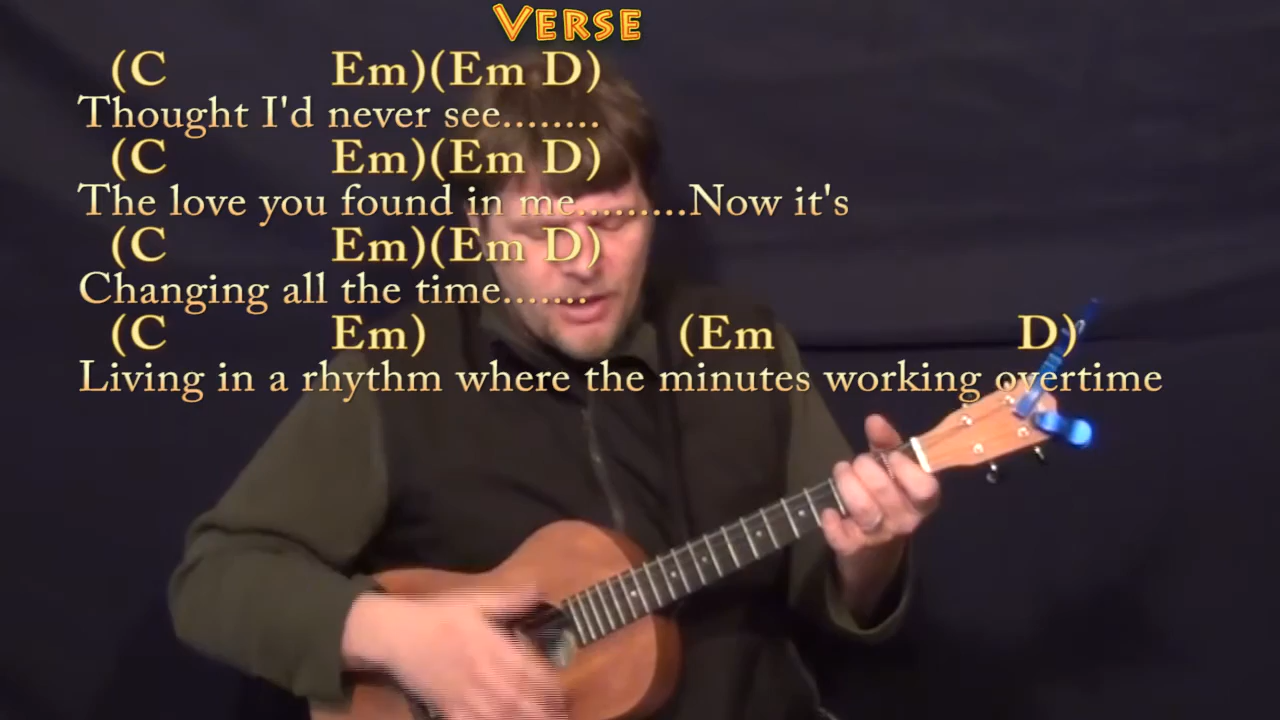 VERSE
(C Em)(Em D)
Thought I'd never see........
(C Em)(Em D)
The love you found in me.........Now it's
(C Em)(Em D)
Changing all the time.......
(C Em) (Em D)
Living in a rhythm where the minutes working overtime